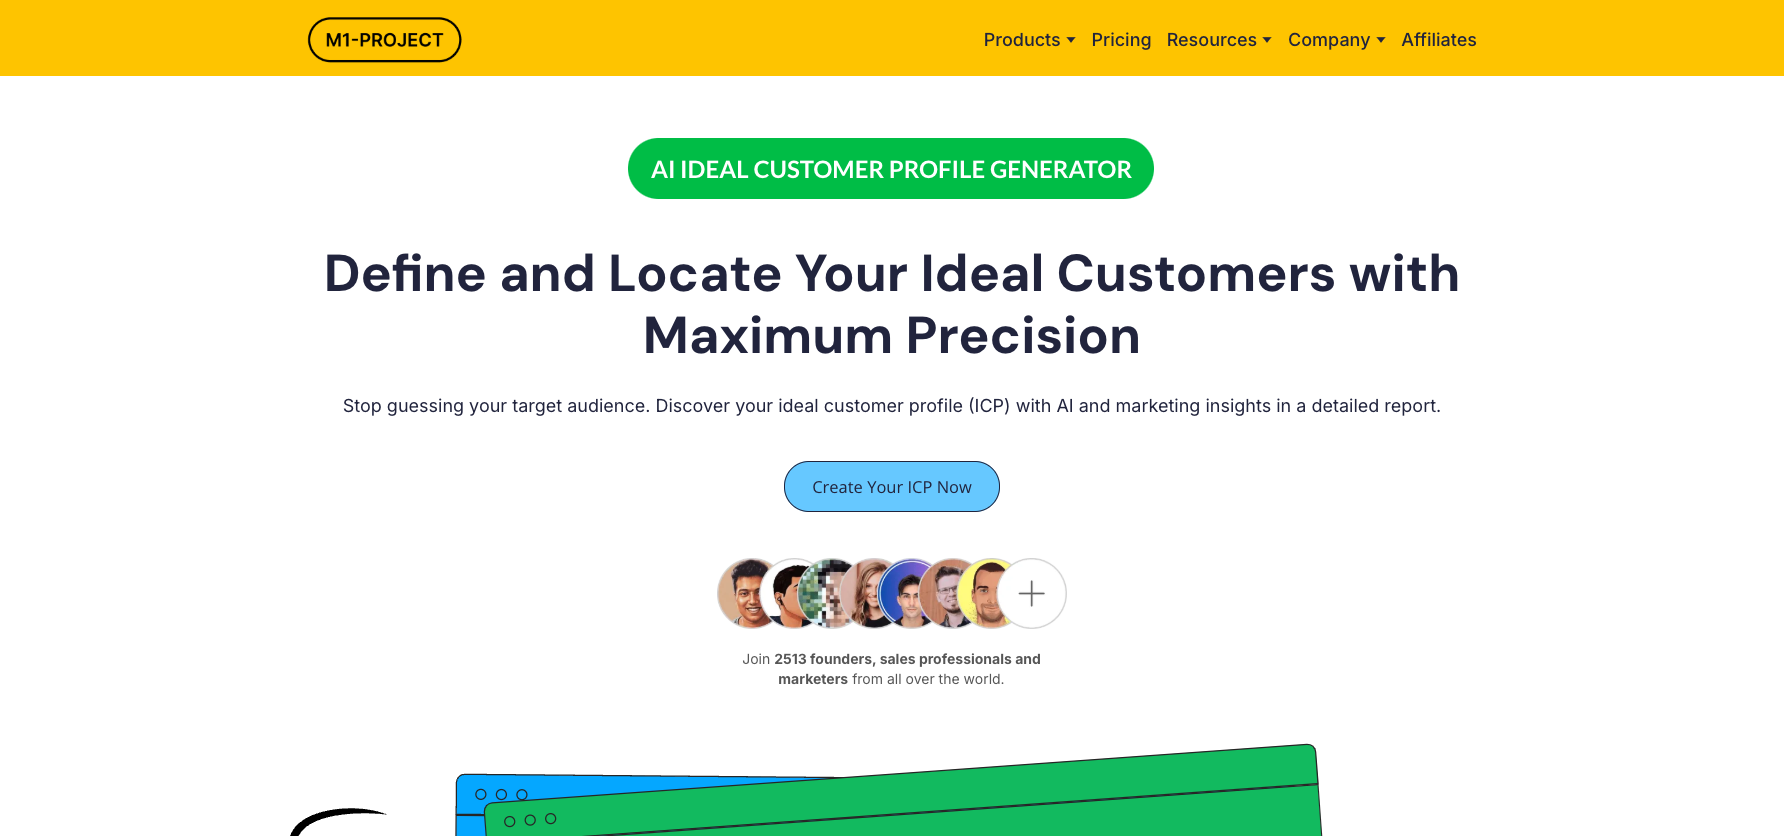 M1-PROJECT
Products Pricing Resources Company Affiliates
AI IDEAL CUSTOMER PROFILE GENERATOR
Define and Locate Your Ideal Customers with
Maximum Precision
Stop guessing your target audience. Discover your ideal customer profile (ICP) with AI and marketing insights in a detailed report.
Create Your ICP Now
Join 2513 founders, sales professionals and
marketers from all over the world.